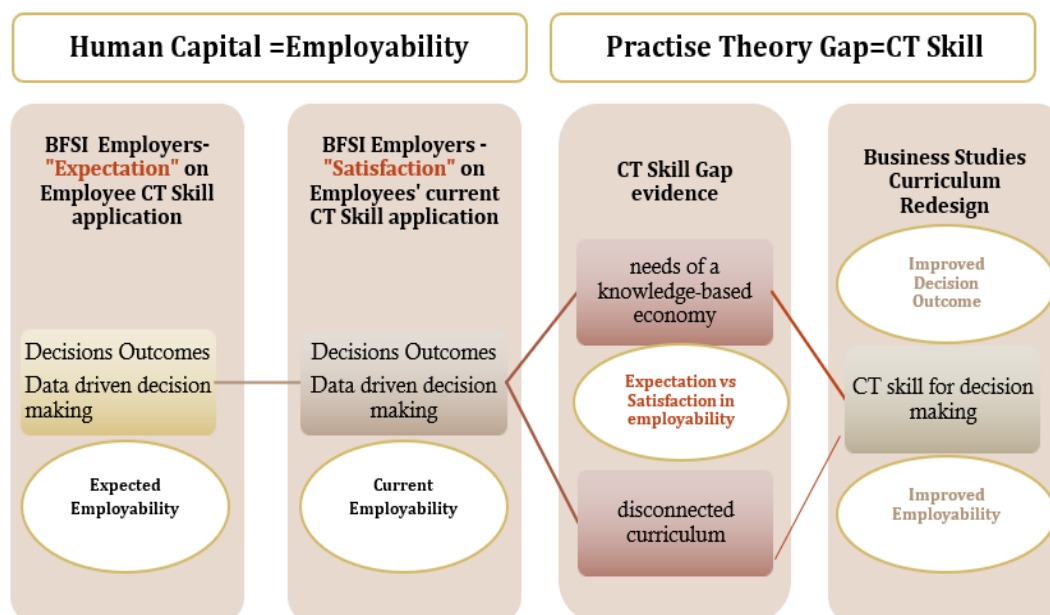 Human Capital =Employability
Practise Theory Gap=CT Skill
BFSI Employers-
"Expectation" on
Employee CT Skill
application
Decisions Outcomes
Data driven decision
making
Expected
Employability
BFSI Employers -
"Satisfaction" on
Employees' current
CT Skill application
Decisions Outcomes
Data driven decision
making
Current
Employability
CT Skill Gap
evidence
needs of a
knowledge-based
economy
Expectation vs
Satisfaction in
employability
disconnected
curriculum
Business Studies
Curriculum
Redesign
Improved
Decision
Outcome
CT skill for decision
making
Improved
Employability